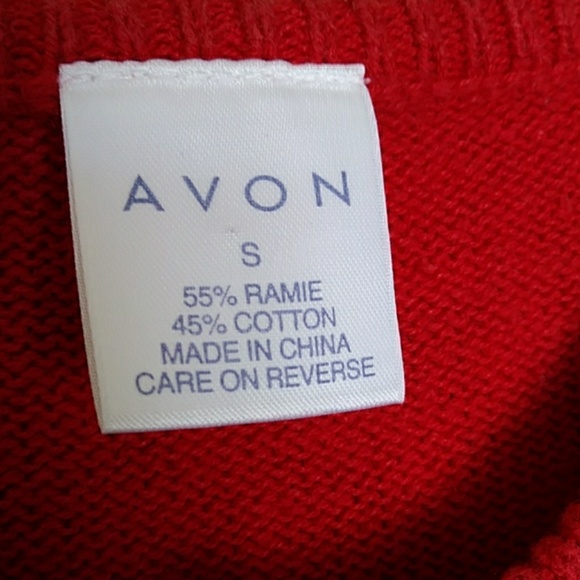 AVON
S
55% RAMIE
45% COTTON
MADE IN CHINA
CARE ON REVERSE